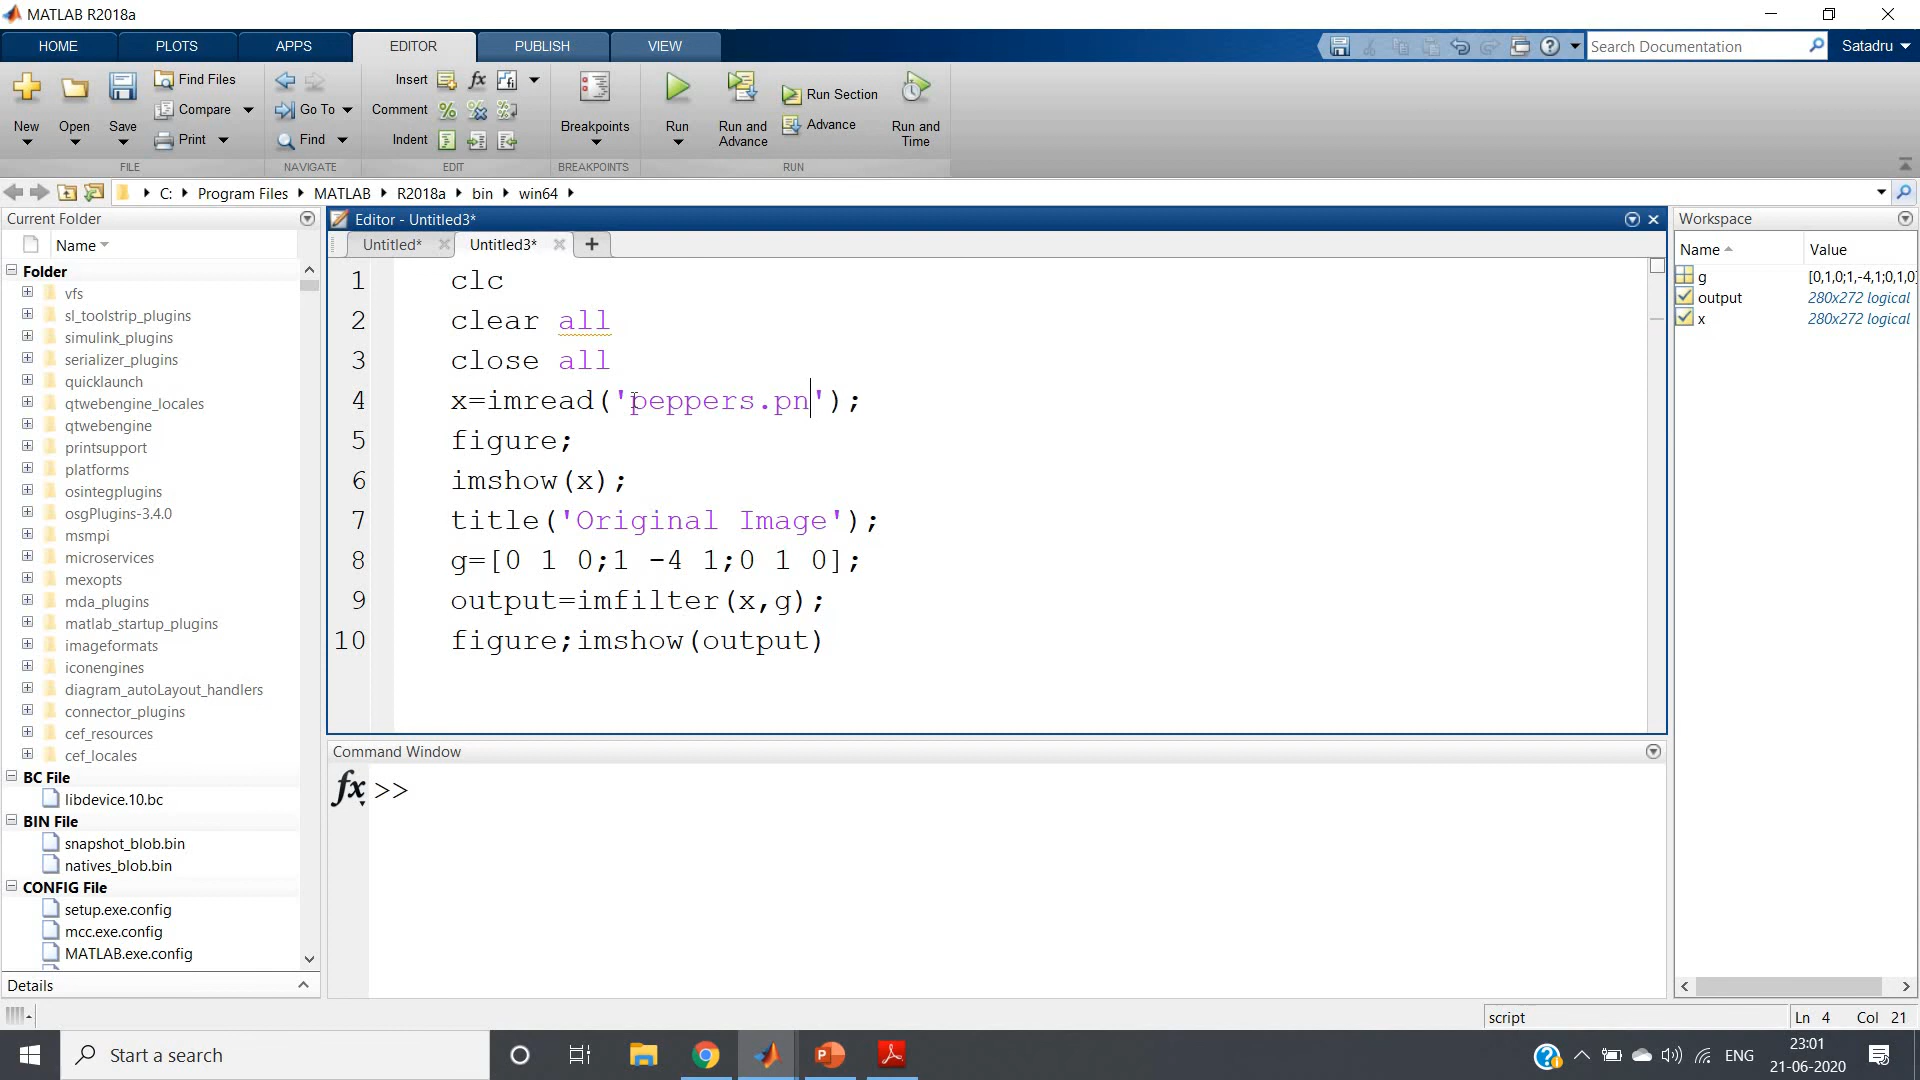 MATLAB R2018a
HOME PLOTS APPS EDITOR PUBLISH VIEW
Search Documentation Satadru
New Open Save Find Files Compare Print
FILE
Go To Find
NAVIGATE
Insert fx
Comment
Indent
EDIT
Breakpoints
BREAKPOINTS
Run Run and Advance Run Section Advance Run and Time
RUN
C: Program Files MATLAB R2018a bin win64
Current Folder
Name
Folder
vfs
sl_toolstrip_plugins
simulink_plugins
serializer_plugins
quicklaunch
qtwebengine_locales
qtwebengine
printsupport
platforms
osintegplugins
osgPlugins-3.4.0
msmpi
microservices
mexopts
mda_plugins
matlab_startup_plugins
imageformats
iconengines
diagram_autoLayout_handlers
connector_plugins
cef_resources
cef_locales
BC File
libdevice.10.bc
BIN File
snapshot_blob.bin
natives_blob.bin
CONFIG File
setup.exe.config
mcc.exe.config
MATLAB.exe.config
Details
Editor - Untitled3*
Untitled* Untitled3*
1 clc
2 clear all
3 close all
4 x=imread('peppers.pn');
5 figure;
6 imshow(x);
7 title('Original Image');
8 g=[0 1 0;1 -4 1;0 1 0];
9 output=imfilter(x,g);
10 figure;imshow(output)
Command Window
fx >>
Workspace
Name Value
g [0,1,0;1,-4,1;0,1,0]
output 280x272 logical
x 280x272 logical
script Ln 4 Col 21
Start a search
ENG
23:01
21-06-2020